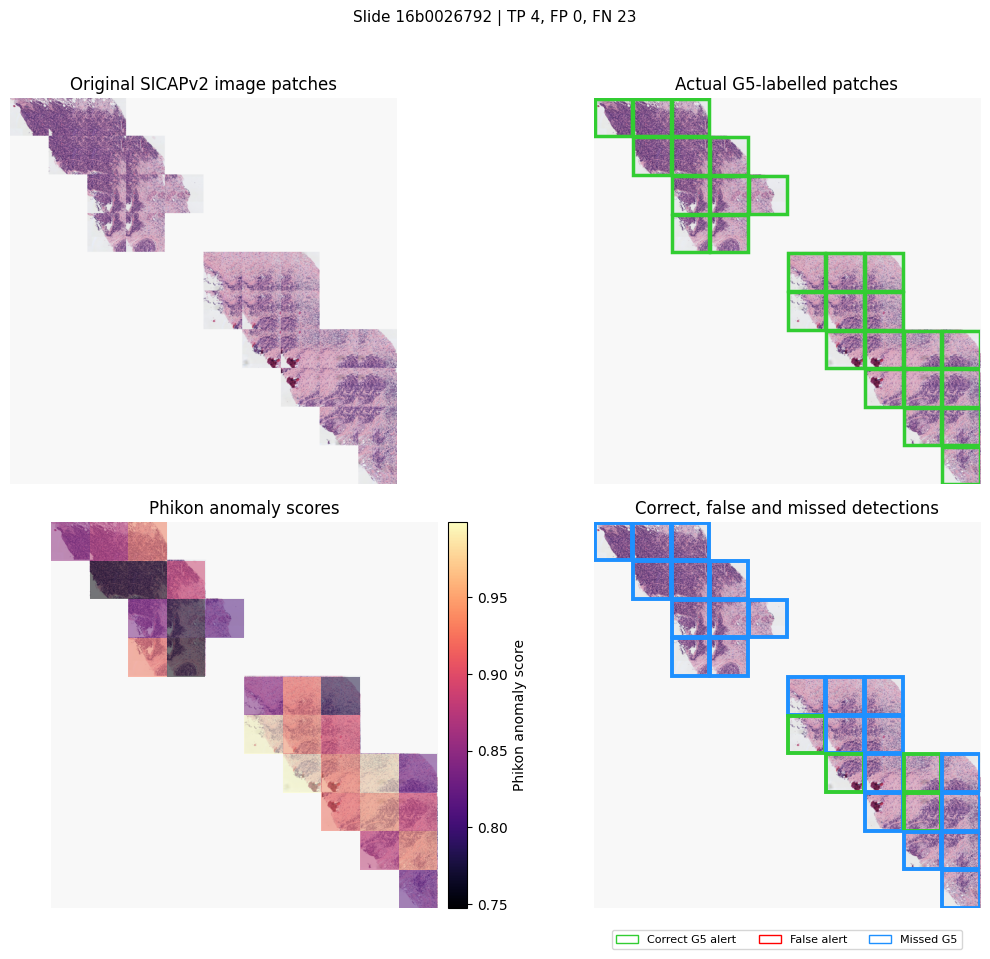 Slide 16b0026792 | TP 4, FP 0, FN 23
Original SICAPv2 image patches
Actual G5-labelled patches
Phikon anomaly scores
0.95
0.90
0.85
0.80
0.75
Phikon anomaly score
Correct, false and missed detections
Correct G5 alert
False alert
Missed G5